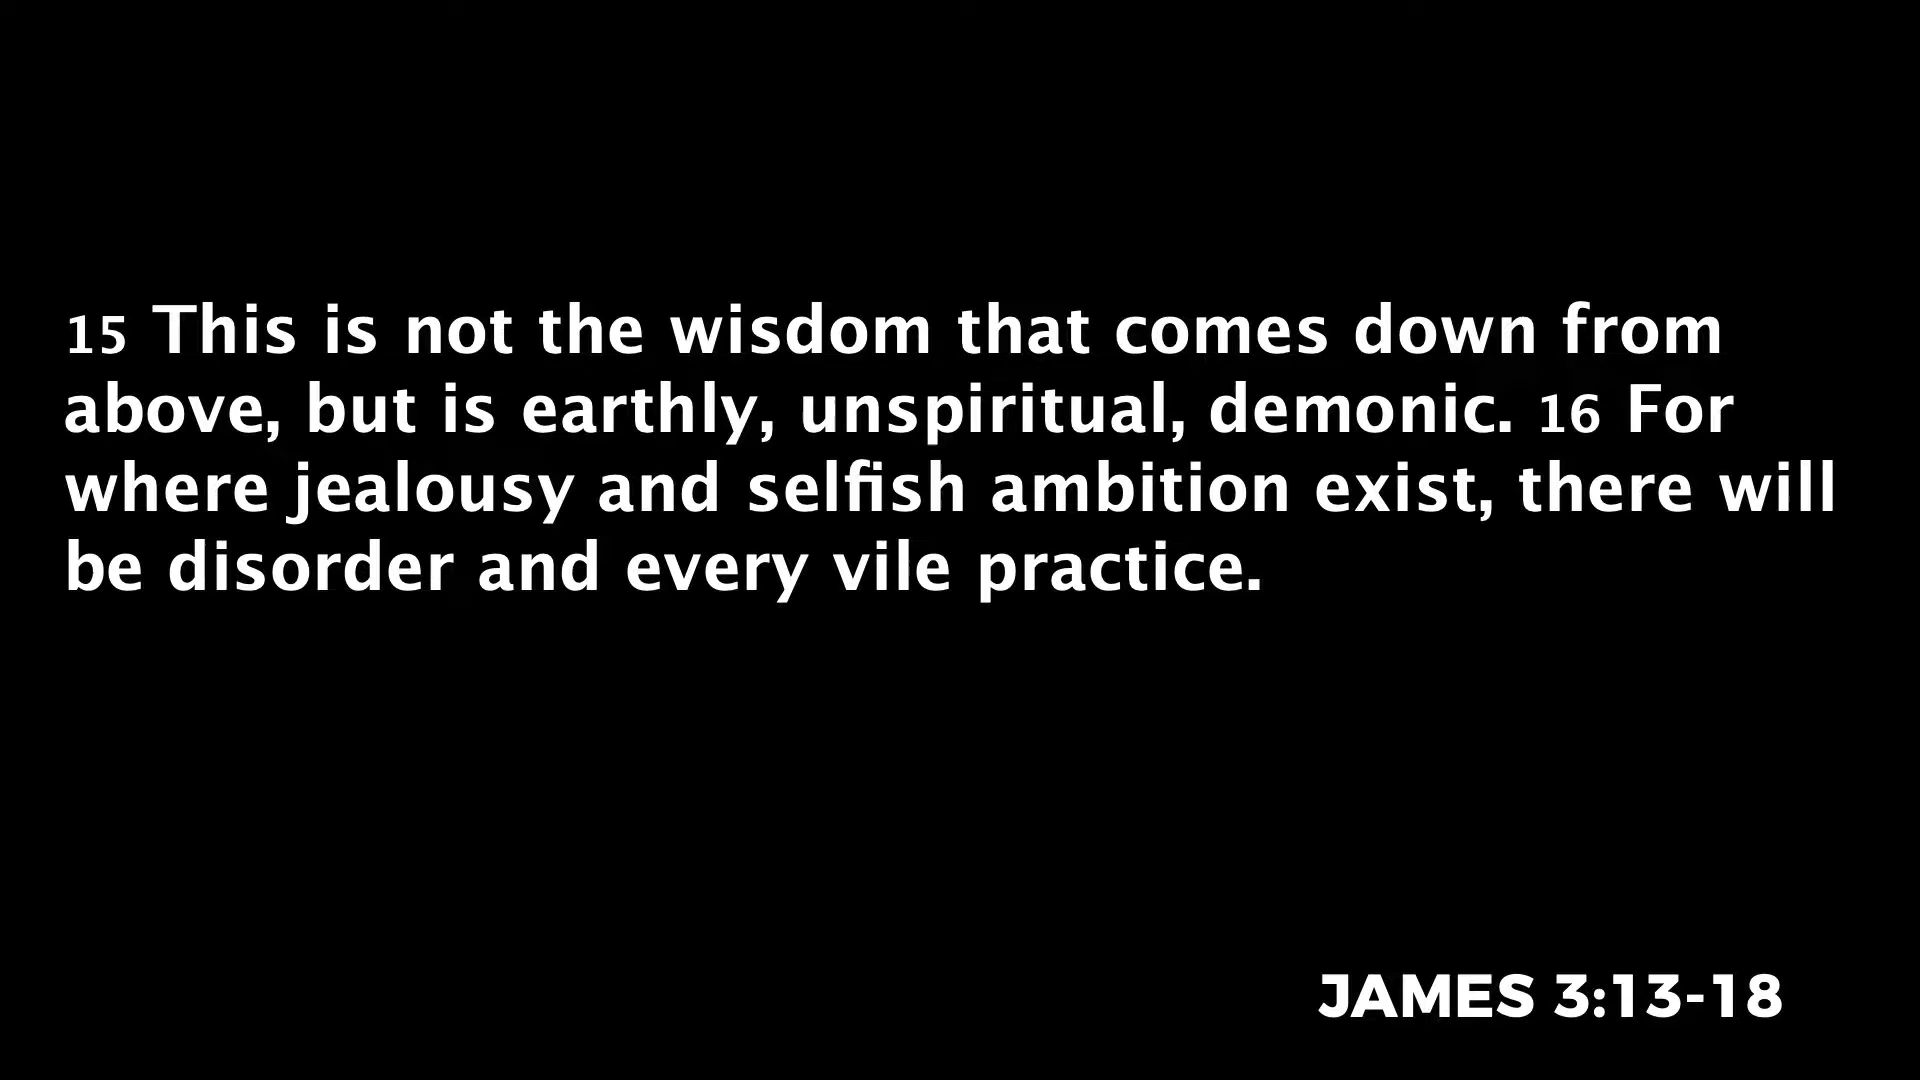 15 This is not the wisdom that comes down from
above, but is earthly, unspiritual, demonic. 16 For
where jealousy and selfish ambition exist, there will
be disorder and every vile practice.
JAMES 3:13-18